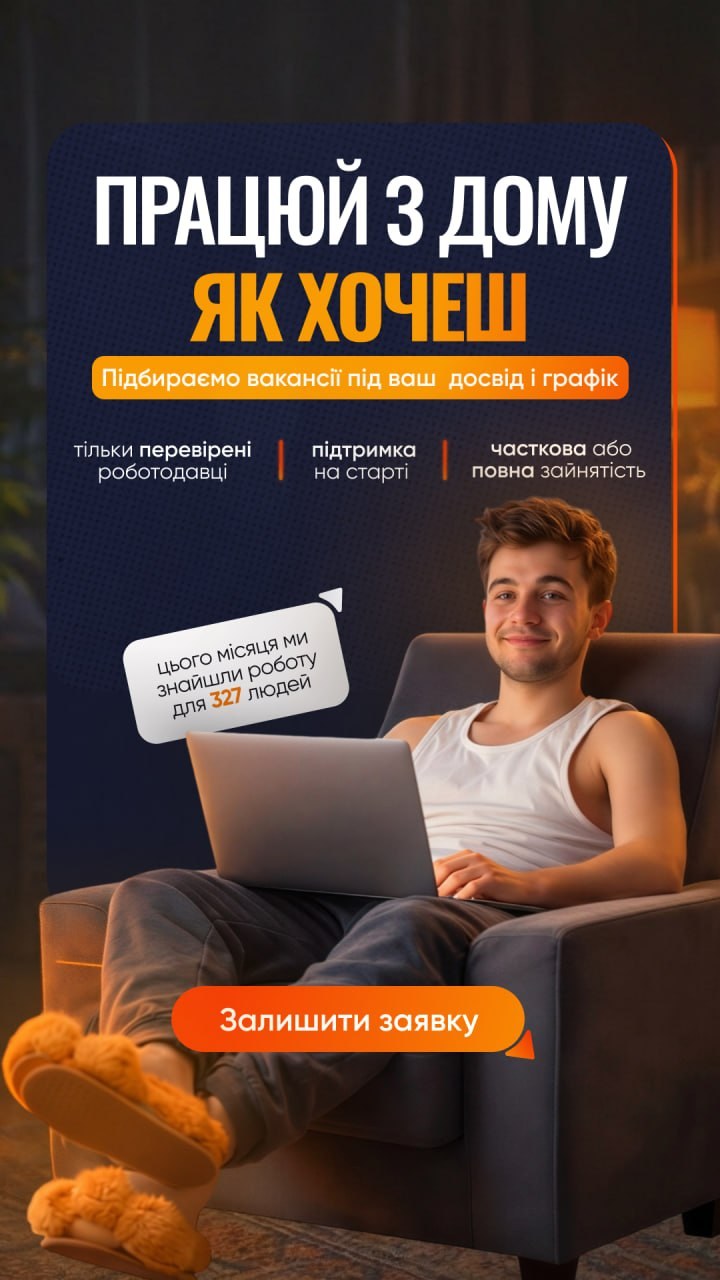 ПРАЦЮЙ З ДОМУ
ЯК ХОЧЕШ
Підбираємо вакансії під ваш досвід і графік
тільки перевірені
роботодавці
підтримка
на старті
часткова або
повна зайнятість
цього місяця ми
знайшли роботу
для 327 людей
Залишити заявку